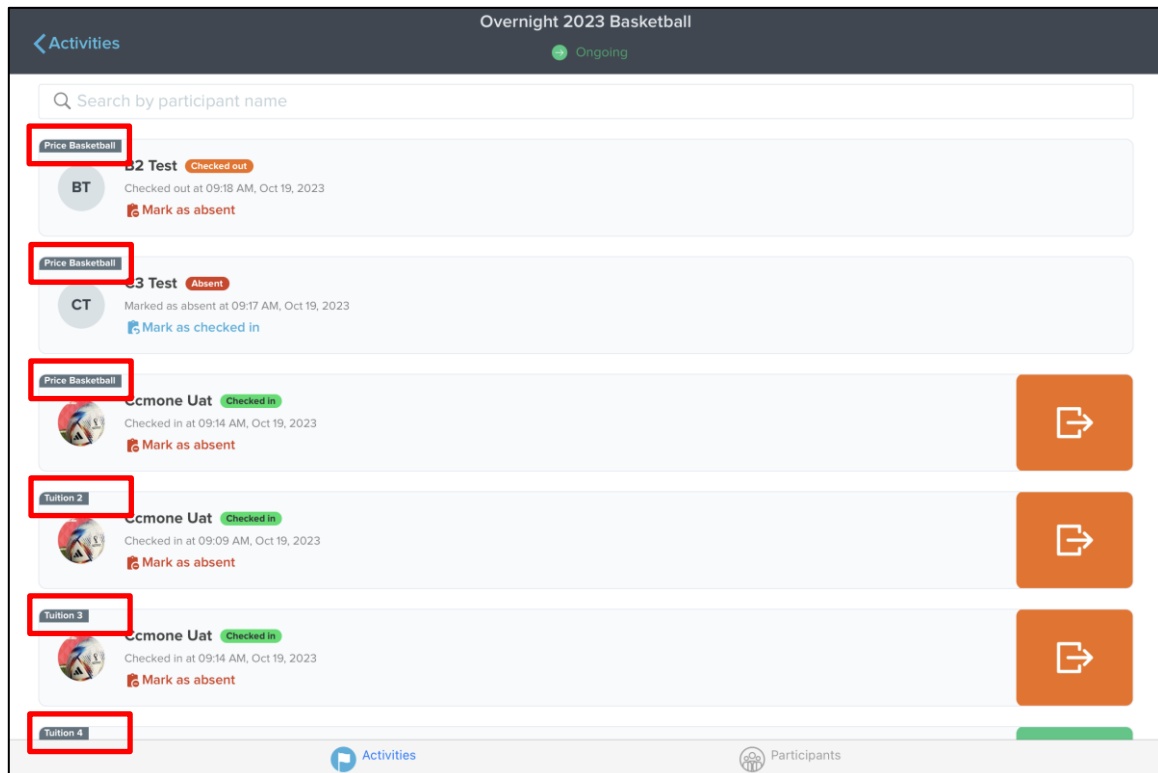 Overnight 2023 Basketball
Activities
Ongoing
Search by participant name
Price Basketball
B2 Test Checked out
BT
Checked out at 09:18 AM, Oct 19, 2023
Mark as absent
Price Basketball
C3 Test Absent
CT
Marked as absent at 09:17 AM, Oct 19, 2023
Mark as checked in
Price Basketball
Ccmone Uat Checked in
Checked in at 09:14 AM, Oct 19, 2023
Mark as absent
Tuition 2
Ccmone Uat Checked in
Checked in at 09:09 AM, Oct 19, 2023
Mark as absent
Tuition 3
Ccmone Uat Checked in
Checked in at 09:14 AM, Oct 19, 2023
Mark as absent
Tuition 4
Activities Participants